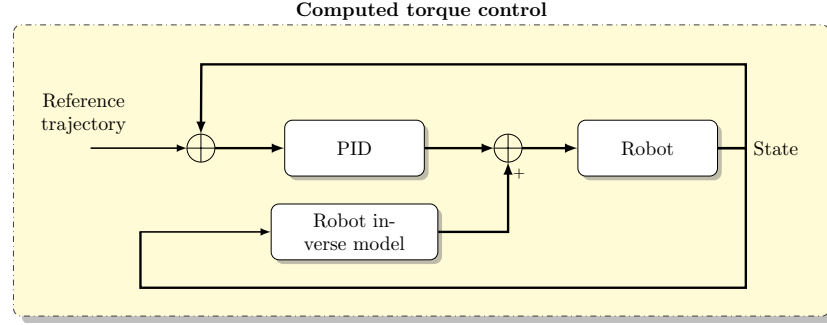 Computed torque control
Reference
trajectory
PID
Robot
State
+
Robot in-
verse model